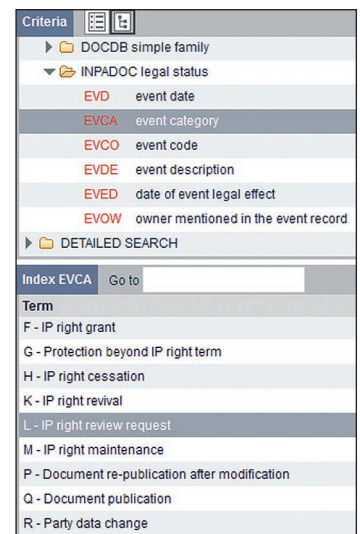 Criteria
DOCDB simple family
INPADOC legal status
EVD event date
EVCA event category
EVCO event code
EVDE event description
EVED date of event legal effect
EVOW owner mentioned in the event record
DETAILED SEARCH
Index EVCA Go to
Term
F - IP right grant
G - Protection beyond IP right term
H - IP right cessation
K - IP right revival
L - IP right review request
M - IP right maintenance
P - Document re-publication after modification
Q - Document publication
R - Party data change